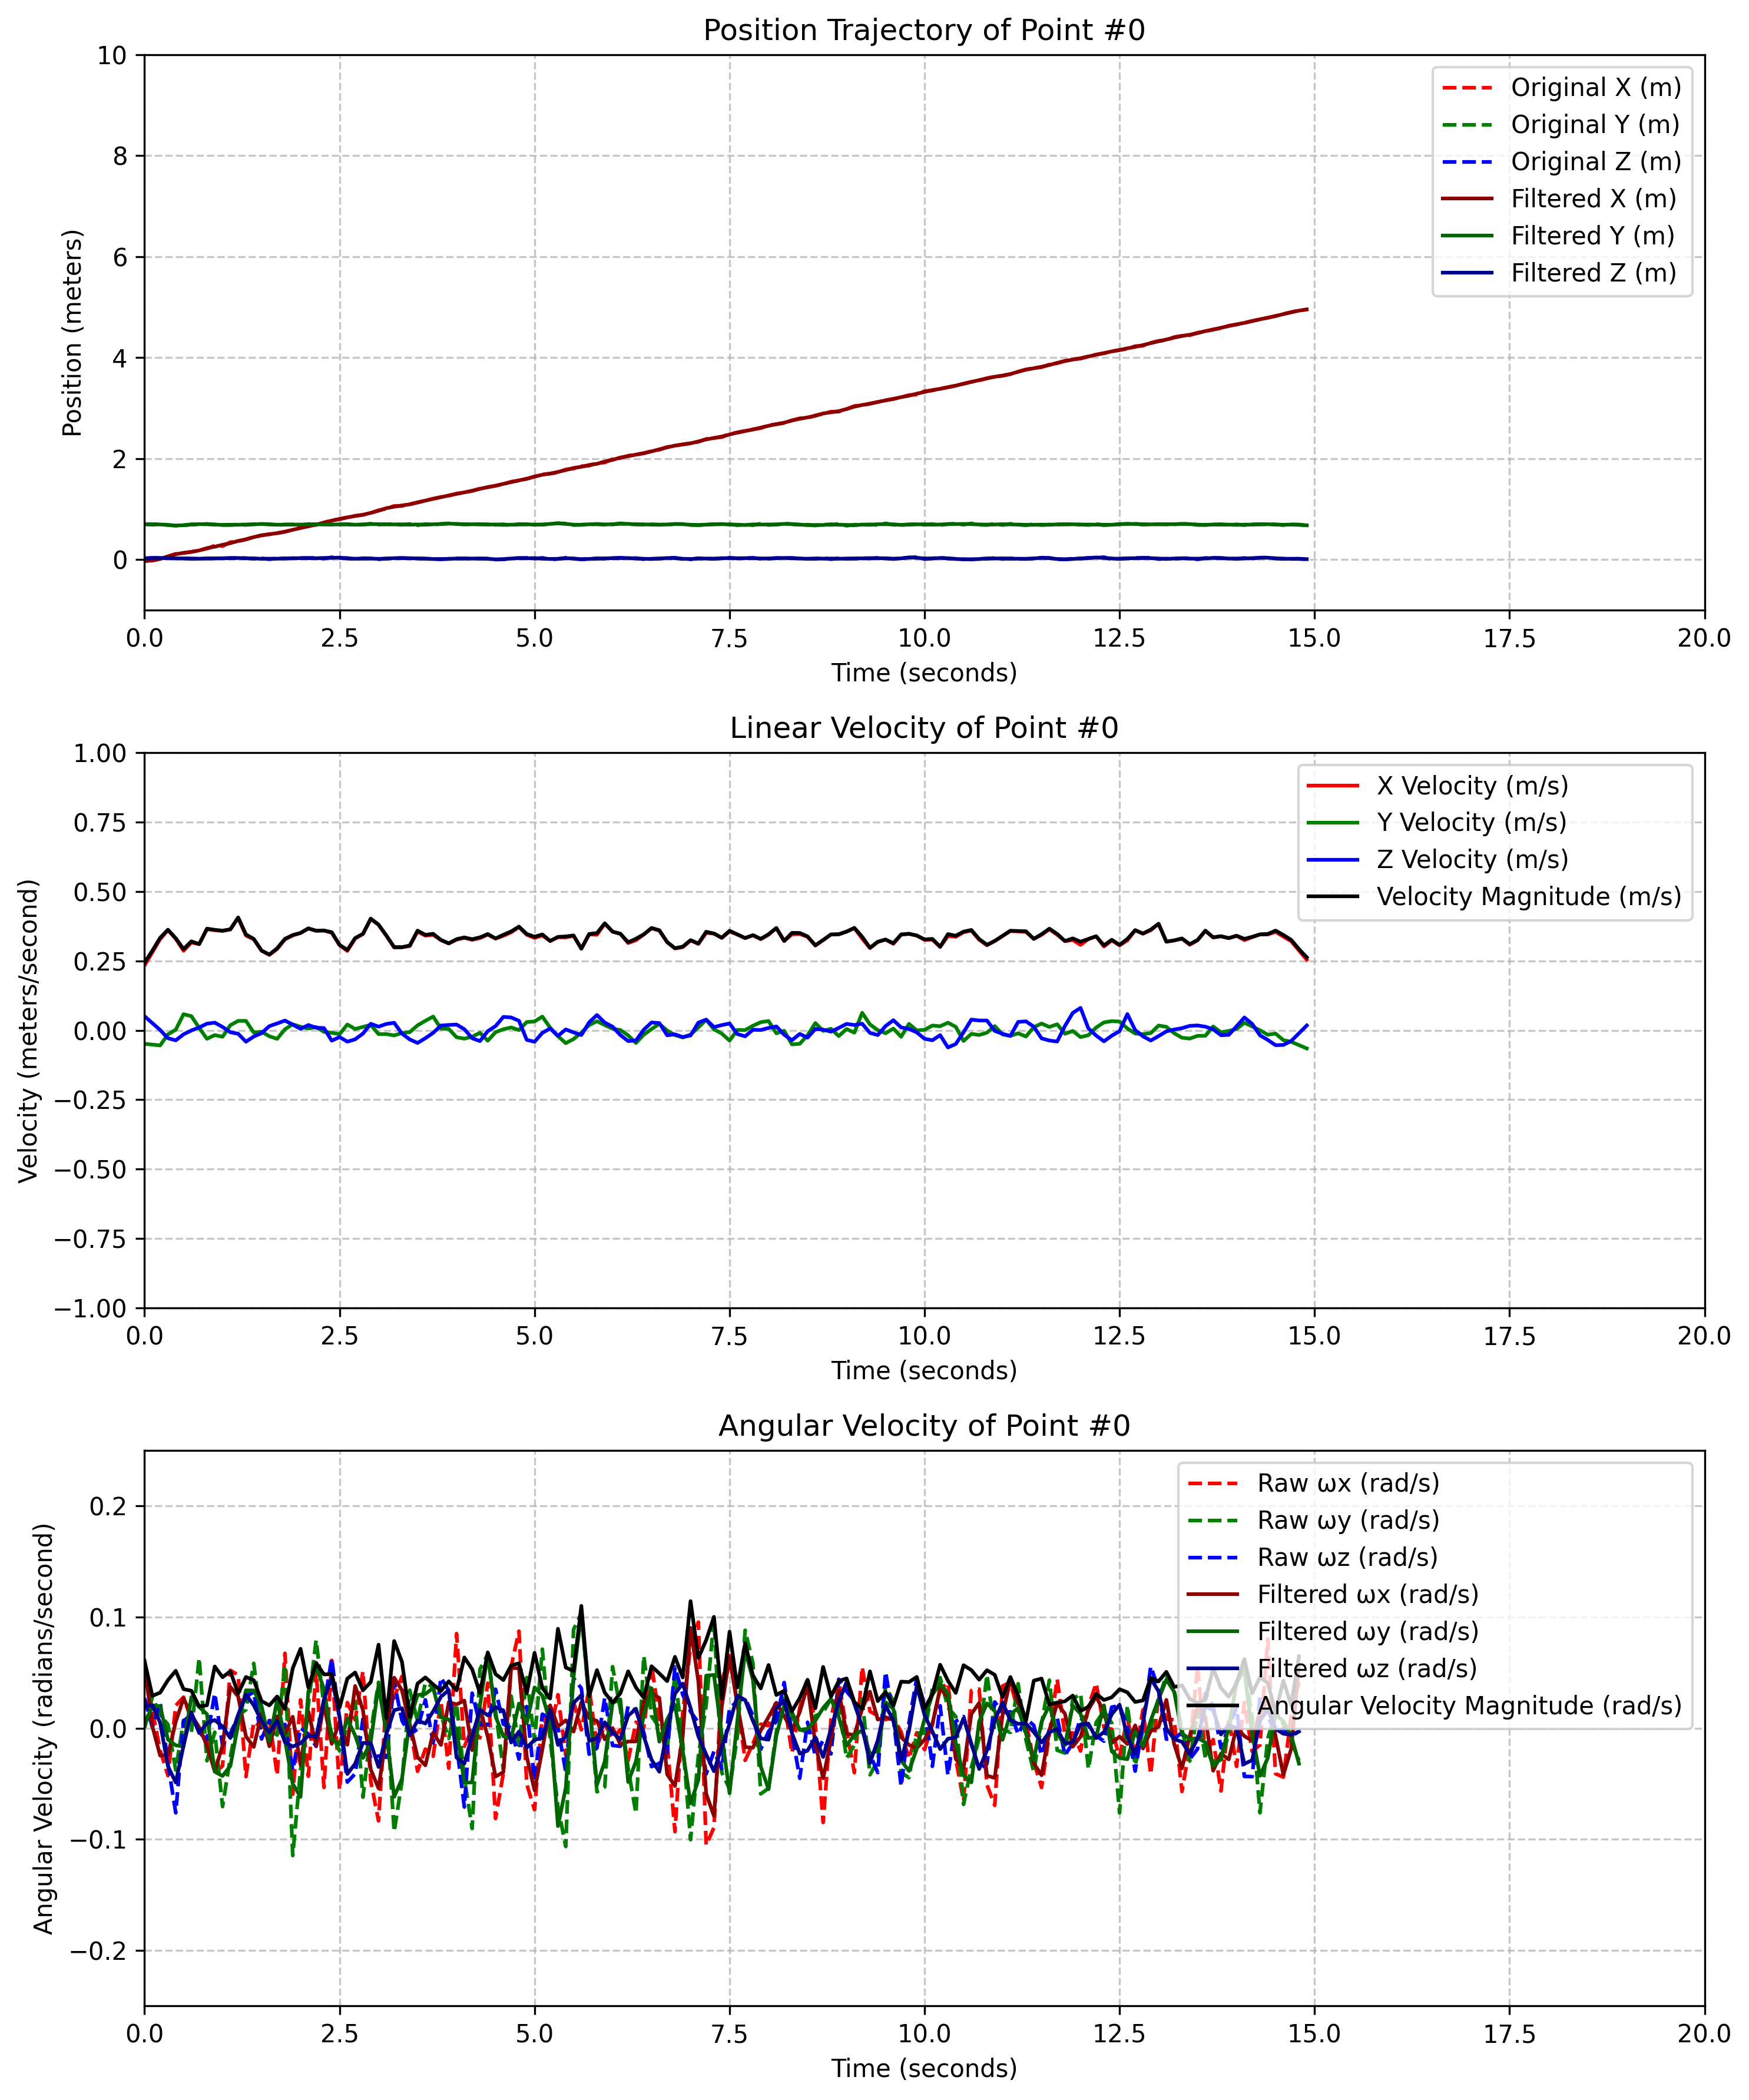 Position Trajectory of Point #0
10
8
6
4
2
0
Position (meters)
Original X (m)
Original Y (m)
Original Z (m)
Filtered X (m)
Filtered Y (m)
Filtered Z (m)
0.0 2.5 5.0 7.5 10.0 12.5 15.0 17.5 20.0
Time (seconds)
Linear Velocity of Point #0
1.00
0.75
0.50
0.25
0.00
−0.25
−0.50
−0.75
−1.00
Velocity (meters/second)
X Velocity (m/s)
Y Velocity (m/s)
Z Velocity (m/s)
Velocity Magnitude (m/s)
0.0 2.5 5.0 7.5 10.0 12.5 15.0 17.5 20.0
Time (seconds)
Angular Velocity of Point #0
0.2
0.1
0.0
−0.1
−0.2
Angular Velocity (radians/second)
Raw ωx (rad/s)
Raw ωy (rad/s)
Raw ωz (rad/s)
Filtered ωx (rad/s)
Filtered ωy (rad/s)
Filtered ωz (rad/s)
Angular Velocity Magnitude (rad/s)
0.0 2.5 5.0 7.5 10.0 12.5 15.0 17.5 20.0
Time (seconds)